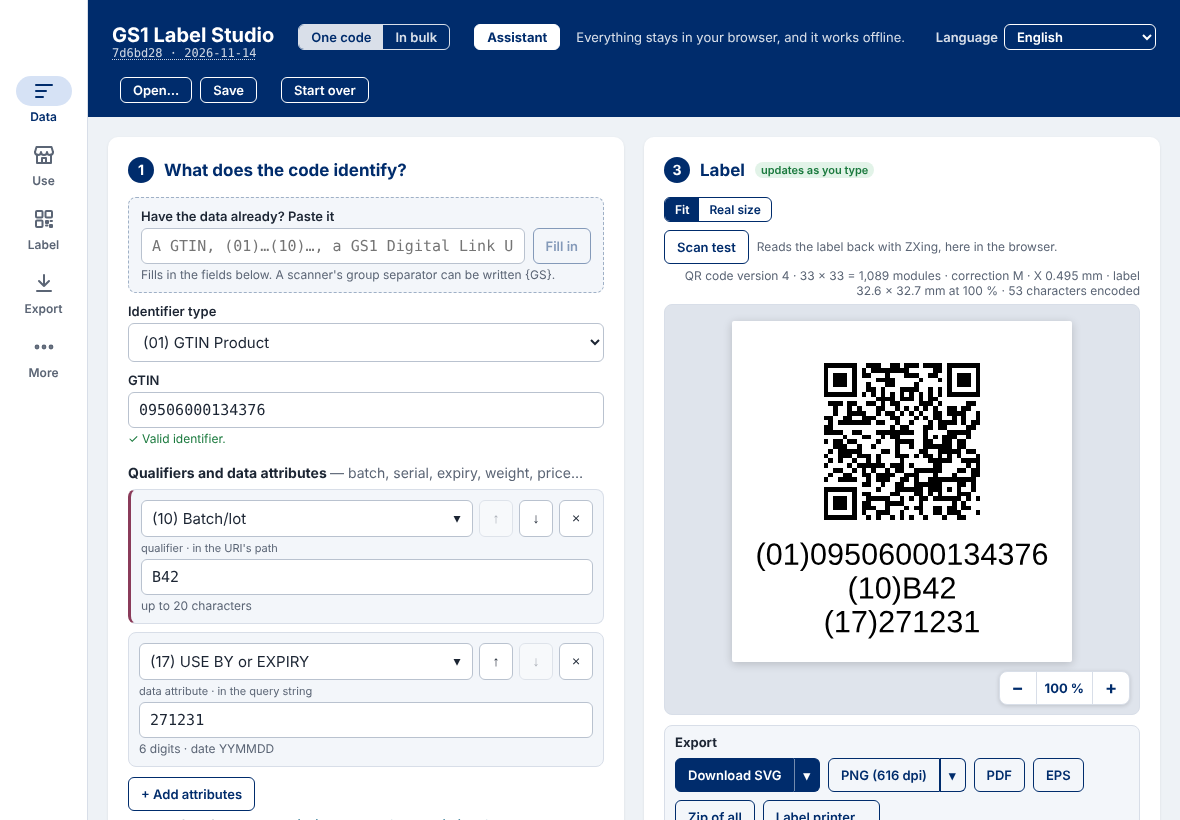 GS1 Label Studio
7d6bd28 · 2026-11-14
One code
In bulk
Assistant
Everything stays in your browser, and it works offline.
Language
English
Open...
Save
Start over
Data
Use
Label
Export
More
1 What does the code identify?
Have the data already? Paste it
A GTIN, (01)…(10)…, a GS1 Digital Link U
Fill in
Fills in the fields below. A scanner's group separator can be written {GS}.
Identifier type
(01) GTIN Product
GTIN
09506000134376
✓ Valid identifier.
Qualifiers and data attributes — batch, serial, expiry, weight, price…
(10) Batch/lot ▼ ↑ ↓ ×
qualifier · in the URI's path
B42
up to 20 characters
(17) USE BY or EXPIRY ▼ ↑ ↓ ×
data attribute · in the query string
271231
6 digits · date YYMMDD
+ Add attributes
3 Label updates as you type
Fit
Real size
Scan test
Reads the label back with ZXing, here in the browser.
QR code version 4 · 33 × 33 = 1,089 modules · correction M · X 0.495 mm · label
32.6 × 32.7 mm at 100 % · 53 characters encoded
(01)09506000134376
(10)B42
(17)271231
− 100 % +
Export
Download SVG ▼
PNG (616 dpi) ▼
PDF
EPS
Zip of all
Label printer…